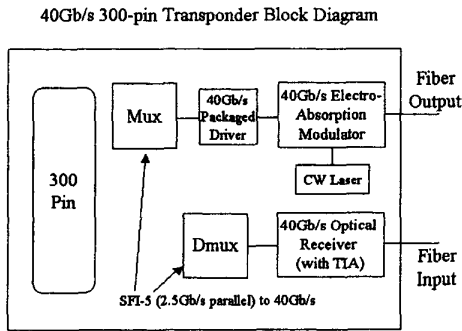 40Gb/s 300-pin Transponder Block Diagram
Mux
40Gb/s
Packaged
Driver
40Gb/s Electro-
Absorption
Modulator
Fiber
Output
CW Laser
300
Pin
Dmux
40Gb/s Optical
Receiver
(with TIA)
Fiber
Input
SFI-5 (2.5Gb/s parallel) to 40Gb/s